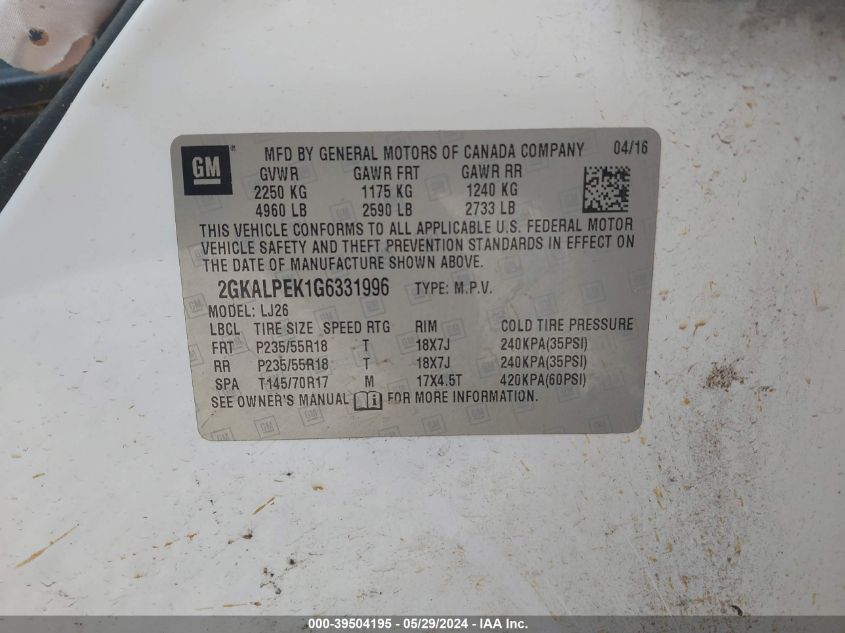 GM
MFD BY GENERAL MOTORS OF CANADA COMPANY 04/16
GVWR GAWR FRT GAWR RR
2250 KG 1175 KG 1240 KG
4960 LB 2590 LB 2733 LB
THIS VEHICLE CONFORMS TO ALL APPLICABLE U.S. FEDERAL MOTOR
VEHICLE SAFETY AND THEFT PREVENTION STANDARDS IN EFFECT ON
THE DATE OF MANUFACTURE SHOWN ABOVE.
2GKALPEK1G6331996 TYPE: M.P.V.
MODEL: LJ26
LBCL TIRE SIZE SPEED RTG RIM COLD TIRE PRESSURE
FRT P235/55R18 T 18X7J 240KPA(35PSI)
RR P235/55R18 T 18X7J 240KPA(35PSI)
SPA T145/70R17 M 17X4.5T 420KPA(60PSI)
SEE OWNER'S MANUAL FOR MORE INFORMATION.
000-39504195 - 05/29/2024 - IAA Inc.